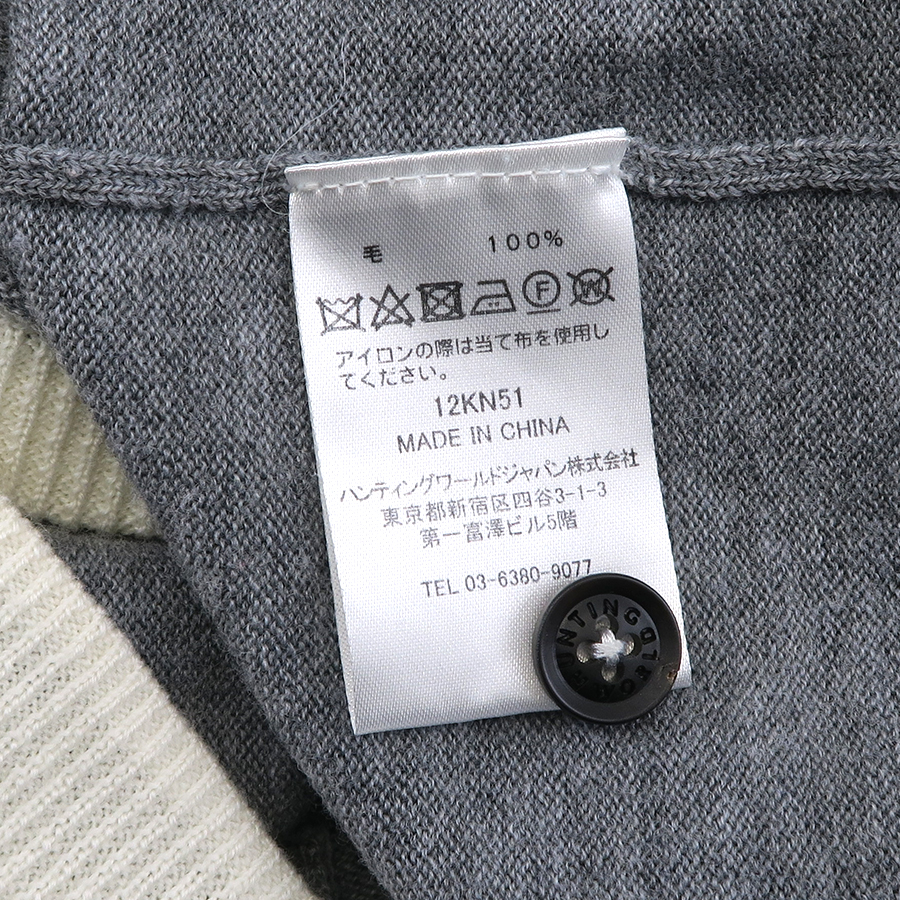 毛 100%
F W
アイロンの際は当て布を使用し
てください。
12KN51
MADE IN CHINA
ハンティングワールドジャパン株式会社
東京都新宿区四谷3-1-3
第一富澤ビル5階
TEL 03-6380-9077